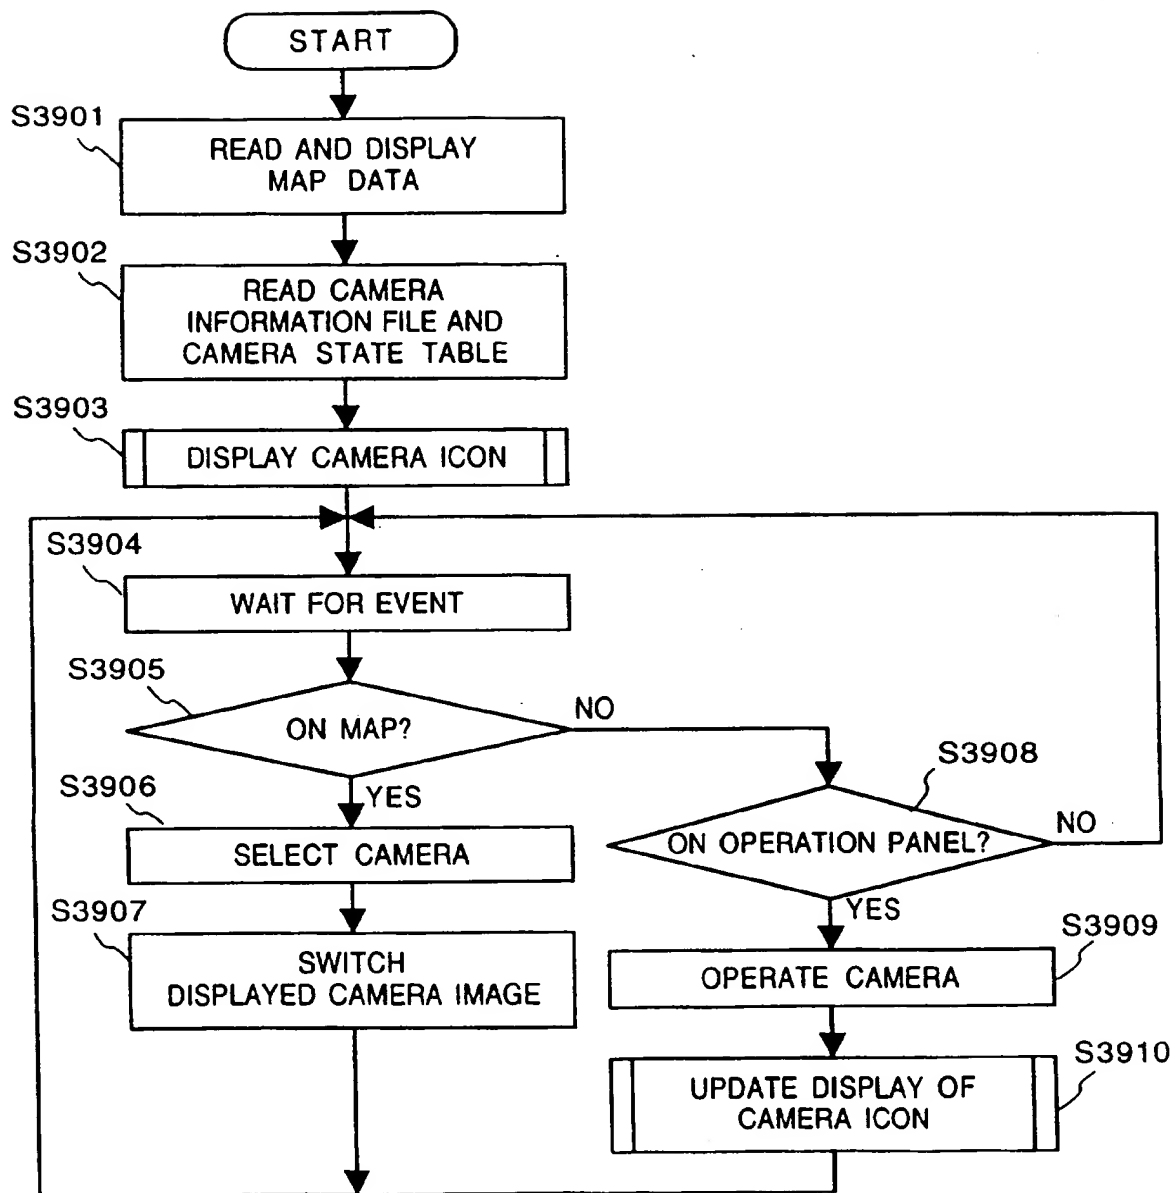 START
S3901
READ AND DISPLAY
MAP DATA
S3902
READ CAMERA
INFORMATION FILE AND
CAMERA STATE TABLE
S3903
DISPLAY CAMERA ICON
S3904
WAIT FOR EVENT
S3905
ON MAP?
NO
YES
S3906
SELECT CAMERA
S3907
SWITCH
DISPLAYED CAMERA IMAGE
S3908
ON OPERATION PANEL?
NO
YES
S3909
OPERATE CAMERA
S3910
UPDATE DISPLAY OF
CAMERA ICON